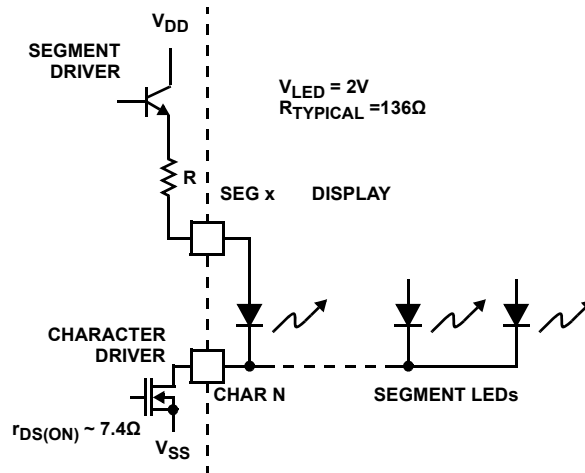 VDD
SEGMENT
DRIVER
VLED = 2V
RTYPICAL =136Ω
R
SEG x
DISPLAY
CHARACTER
DRIVER
CHAR N
SEGMENT LEDs
rDS(ON) ~ 7.4Ω
VSS